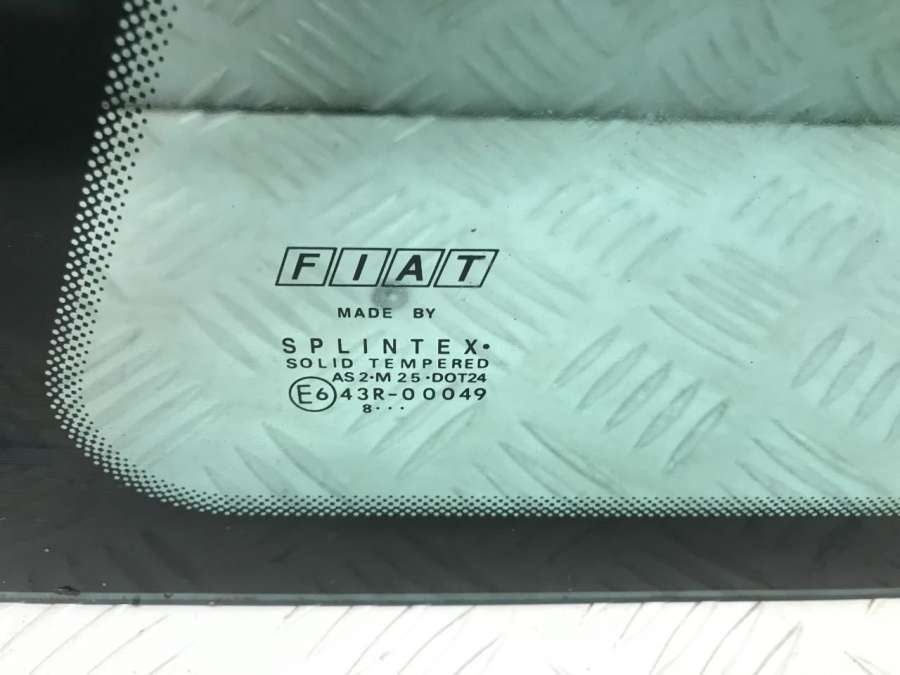 FIAT
MADE BY
SPLINTEX•
SOLID TEMPERED
AS2·M25·DOT24
E6 43R-00049
8···